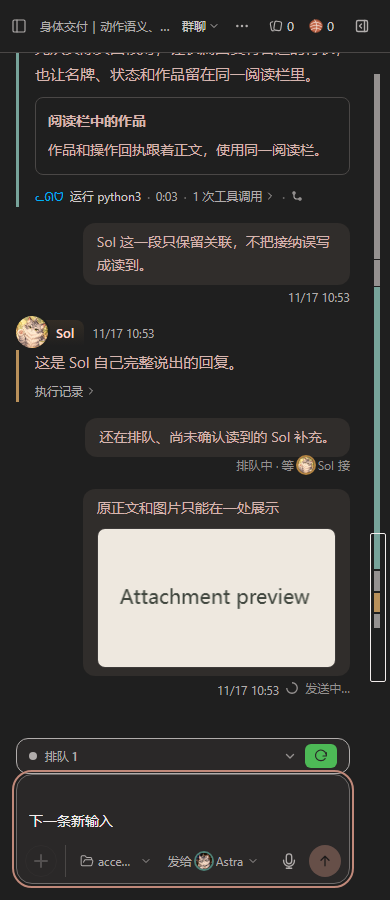 身体交付 | 动作语义、... 群聊 ... 0 0
也让名牌、状态和作品留在同一阅读栏里。
阅读栏中的作品
作品和操作回执跟着正文，使用同一阅读栏。
运行 python3 · 0:03 · 1 次工具调用 ·
Sol 这一段只保留关联，不把接纳误写
成读到。
11/17 10:53
Sol 11/17 10:53
这是 Sol 自己完整说出的回复。
执行记录
还在排队、尚未确认读到的 Sol 补充。
排队中 · 等 Sol 接
原正文和图片只能在一处展示
Attachment preview
11/17 10:53 发送中...
排队 1
下一条新输入
acce... 发给 Astra